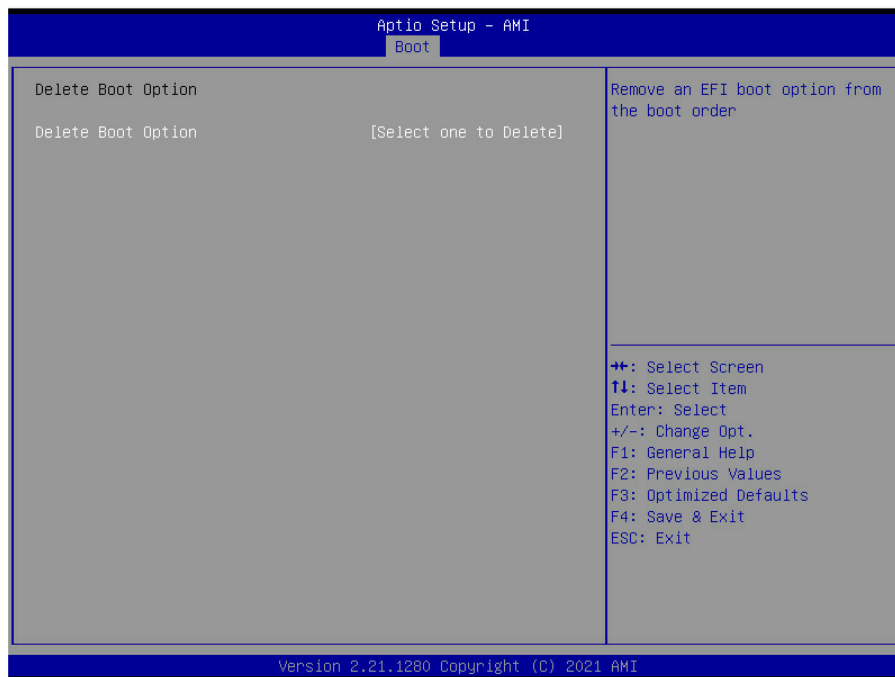 Aptio Setup – AMI
Boot
Delete Boot Option
Delete Boot Option [Select one to Delete]
Remove an EFI boot option from
the boot order
→←: Select Screen
↑↓: Select Item
Enter: Select
+/-: Change Opt.
F1: General Help
F2: Previous Values
F3: Optimized Defaults
F4: Save & Exit
ESC: Exit
Version 2.21.1280 Copyright (C) 2021 AMI